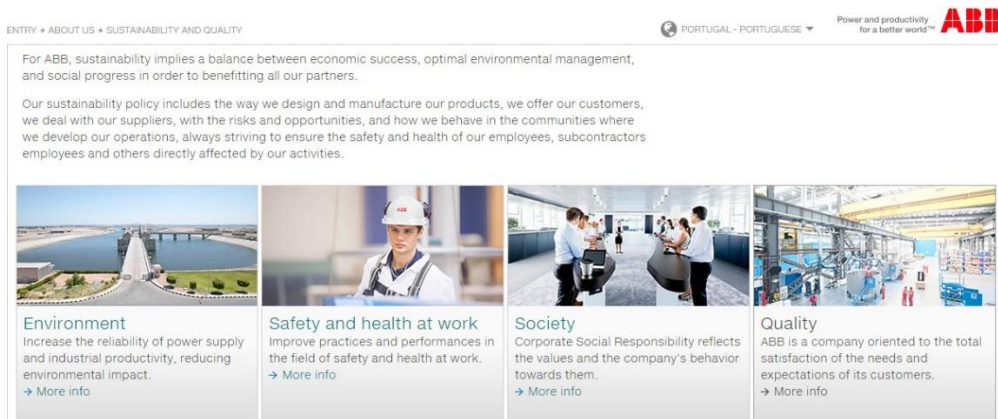 ENTRY → ABOUT US → SUSTAINABILITY AND QUALITY
PORTUGAL - PORTUGUESE
Power and productivity
for a better world™
ABB
For ABB, sustainability implies a balance between economic success, optimal environmental management,
and social progress in order to benefitting all our partners.
Our sustainability policy includes the way we design and manufacture our products, we offer our customers,
we deal with our suppliers, with the risks and opportunities, and how we behave in the communities where
we develop our operations, always striving to ensure the safety and health of our employees, subcontractors
employees and others directly affected by our activities.
ABB
Environment
Increase the reliability of power supply
and industrial productivity, reducing
environmental impact.
→ More info
Safety and health at work
Improve practices and performances in
the field of safety and health at work.
→ More info
Society
Corporate Social Responsibility reflects
the values and the company's behavior
towards them.
→ More info
Quality
ABB is a company oriented to the total
satisfaction of the needs and
expectations of its customers.
→ More info